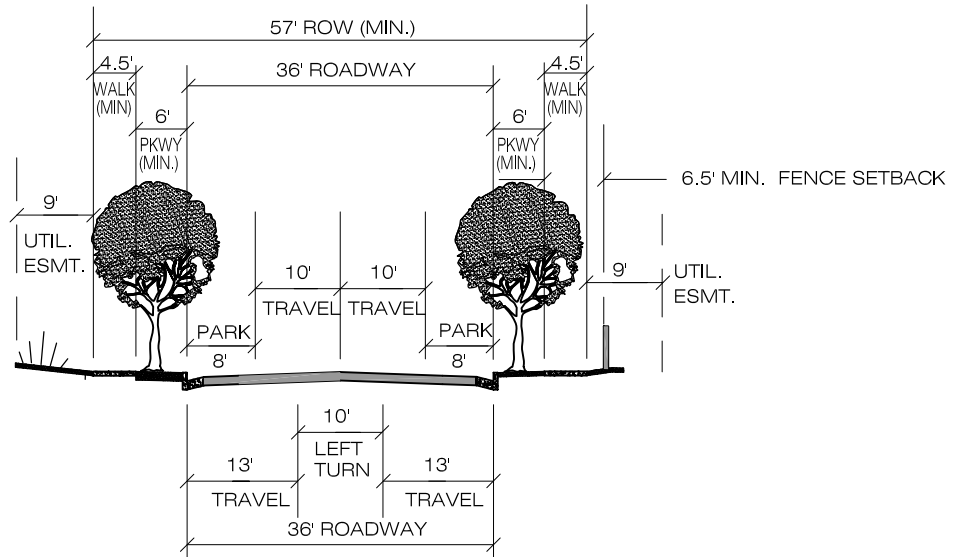 57' ROW (MIN.)
4.5'
WALK
(MIN)
36' ROADWAY
4.5'
WALK
(MIN)
6'
PKWY
(MIN.)
6'
PKWY
(MIN.)
6.5' MIN. FENCE SETBACK
9'
UTIL.
ESMT.
10'
TRAVEL
10'
TRAVEL
9'
UTIL.
ESMT.
PARK
8'
PARK
8'
10'
LEFT
TURN
13'
TRAVEL
13'
TRAVEL
36' ROADWAY